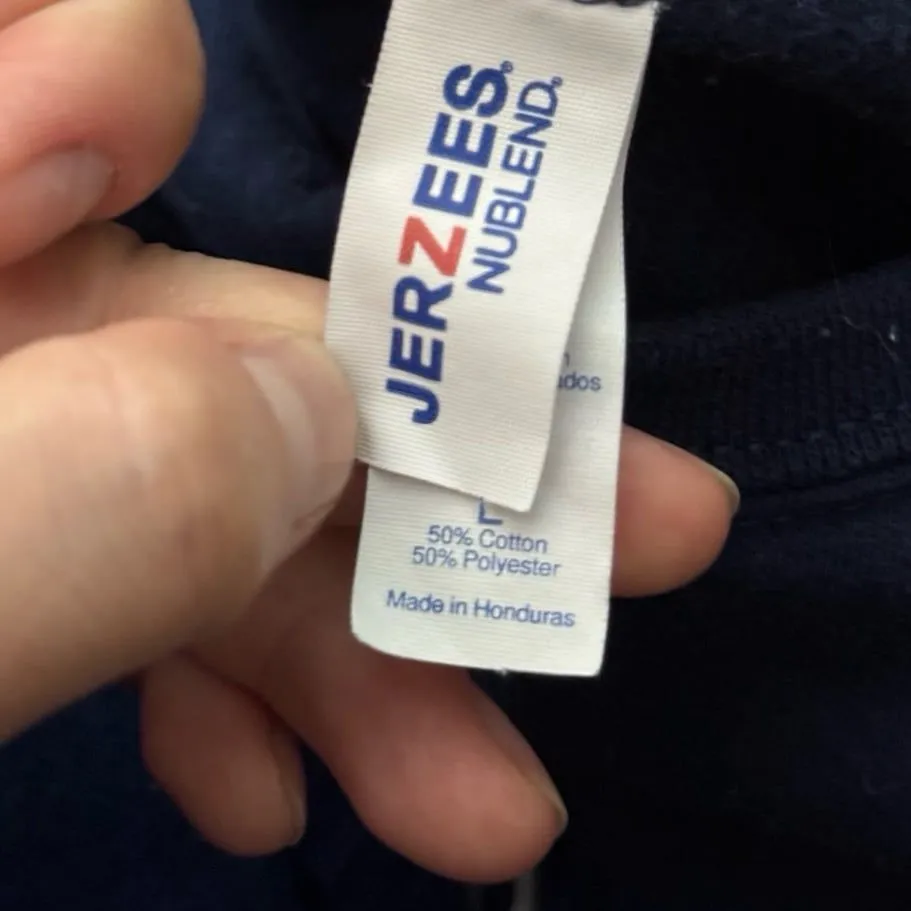 JERZEES®
NUBLEND®
50% Cotton
50% Polyester
Made in Honduras